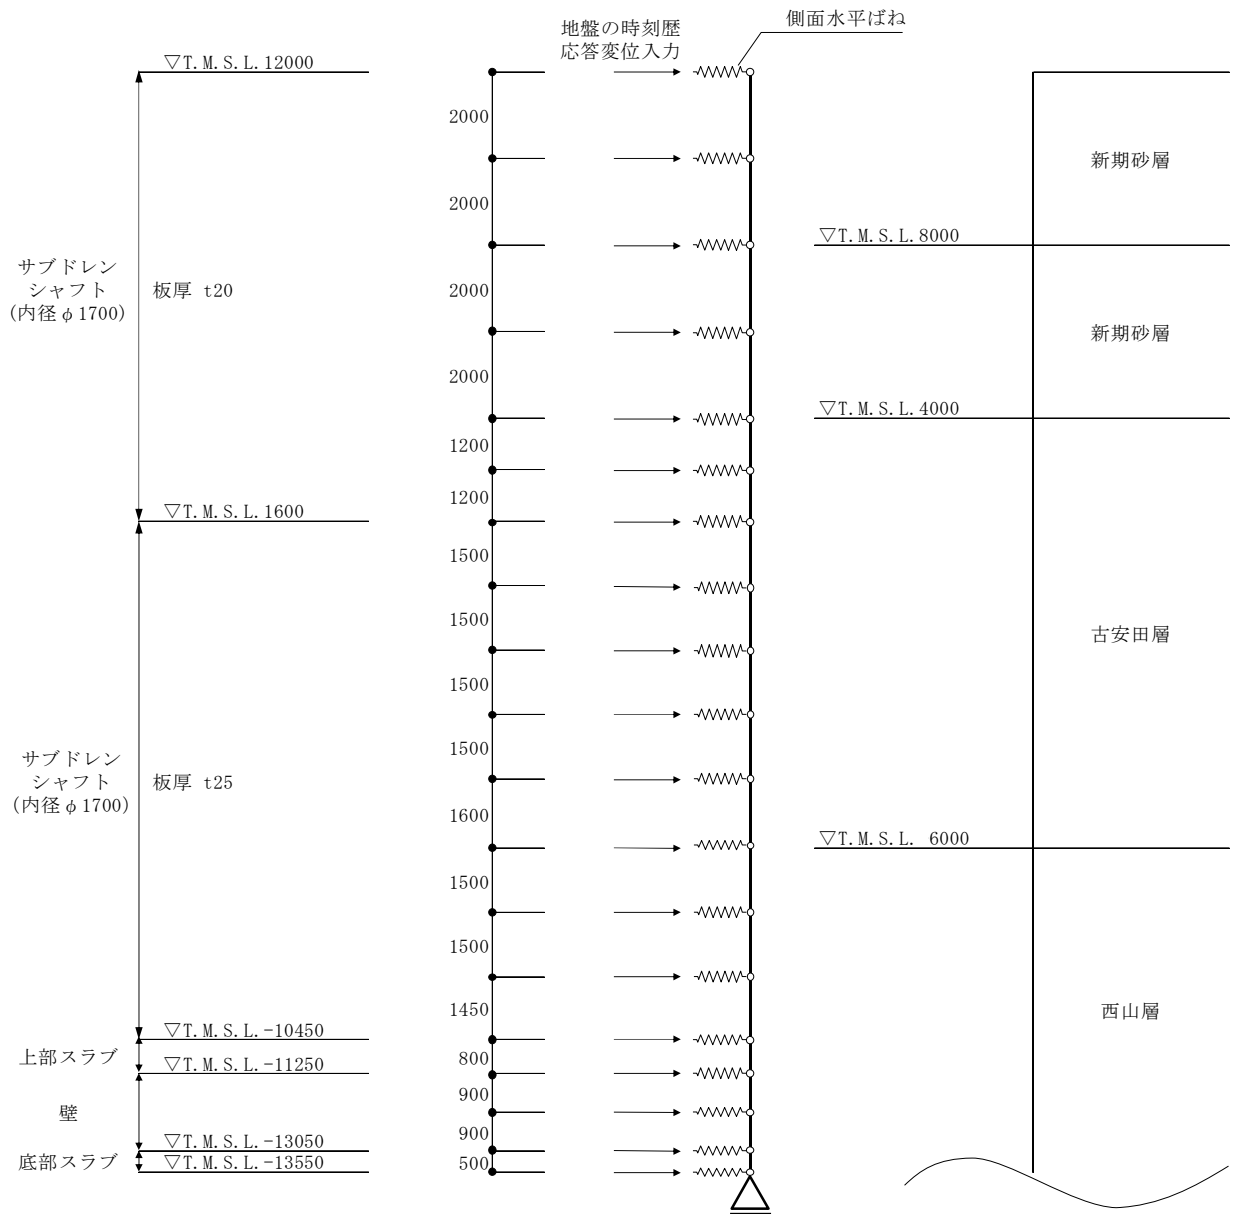 地盤の時刻歴
応答変位入力
側面水平ばね
▽T.M.S.L.12000
2000
新期砂層
2000
▽T.M.S.L.8000
サブドレン
シャフト
(内径φ1700)
板厚 t20
2000
新期砂層
2000
▽T.M.S.L.4000
1200
1200
▽T.M.S.L.1600
1500
1500
古安田層
1500
1500
サブドレン
シャフト
(内径φ1700)
板厚 t25
1600
▽T.M.S.L. 6000
1500
1500
1450
西山層
▽T.M.S.L.-10450
上部スラブ
800
▽T.M.S.L.-11250
900
壁
900
▽T.M.S.L.-13050
底部スラブ
500
▽T.M.S.L.-13550